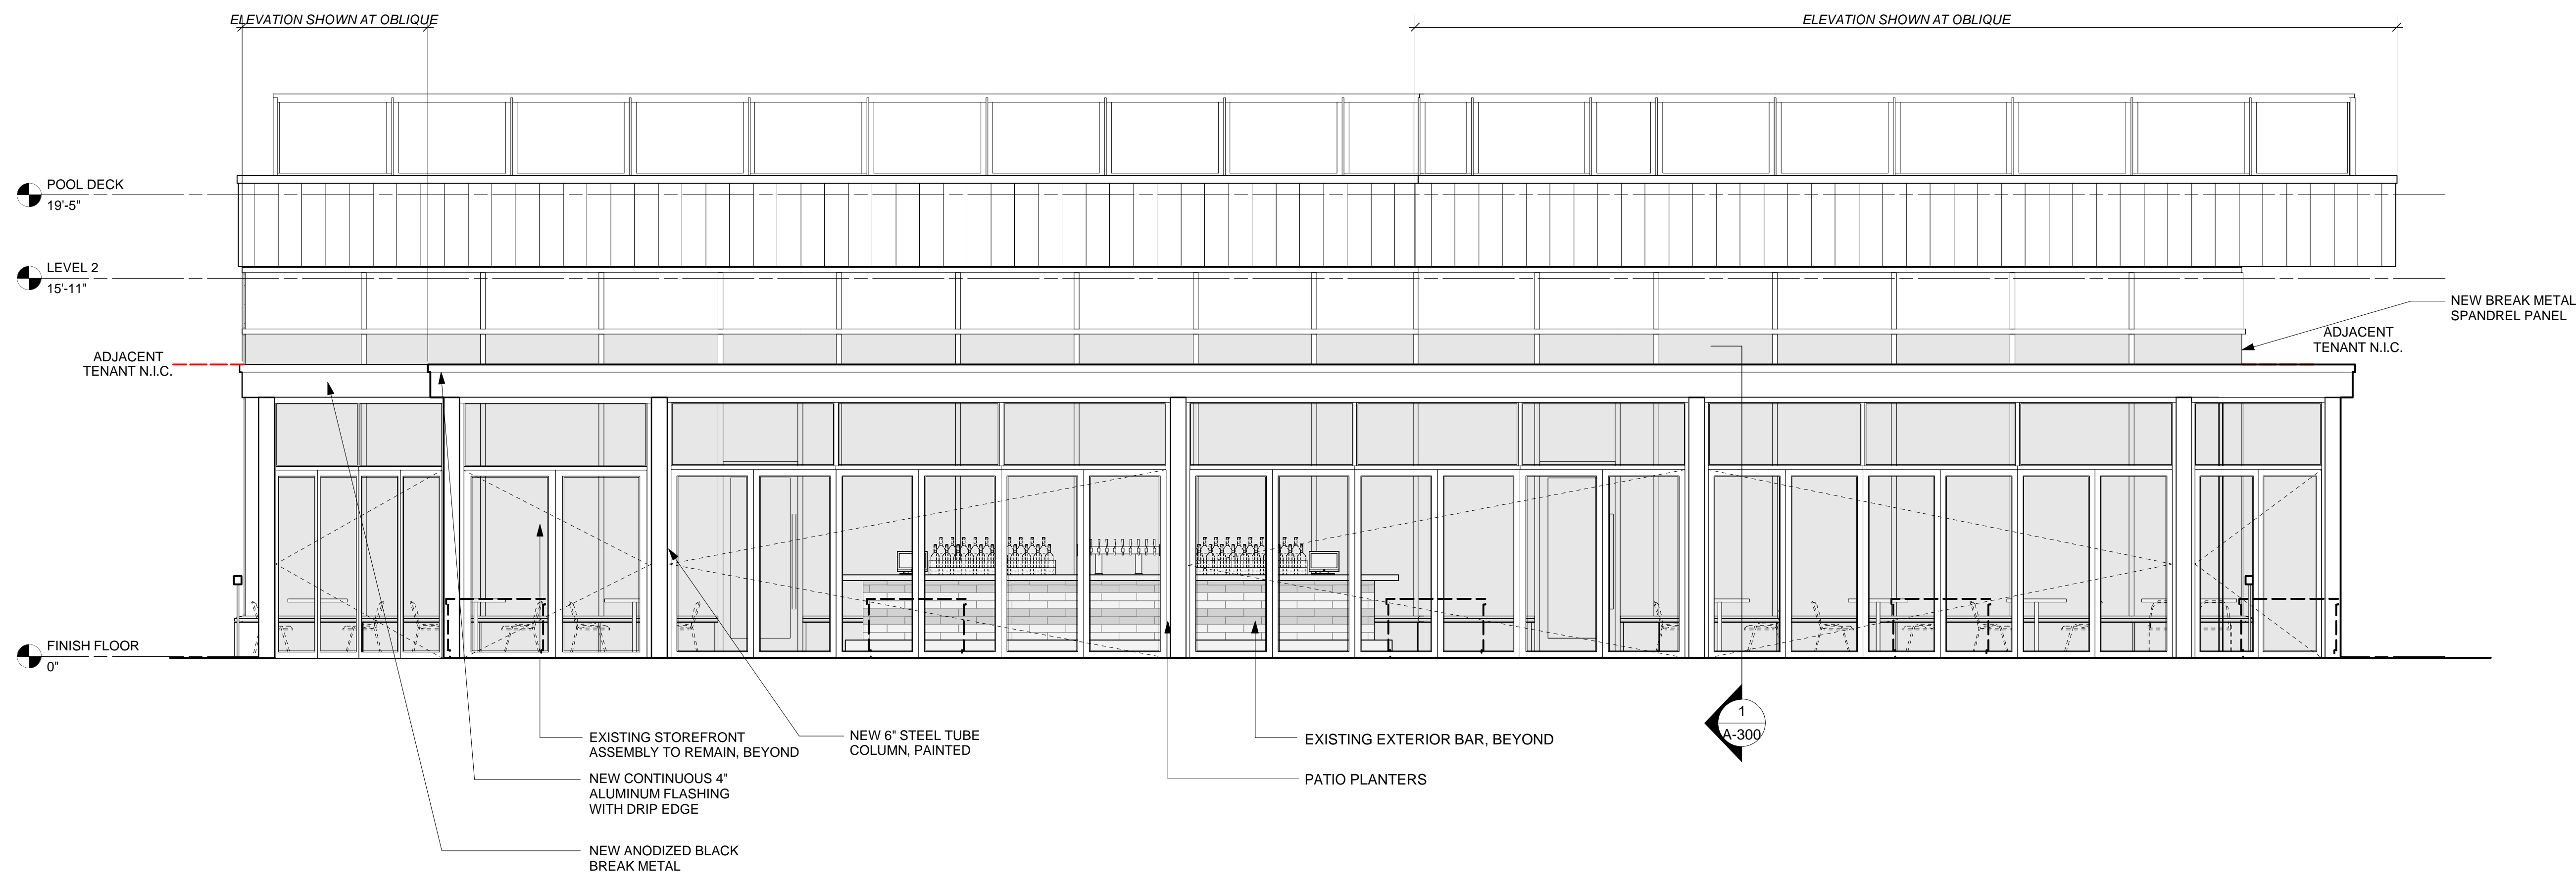 ELEVATION SHOWN AT OBLIQUE
ELEVATION SHOWN AT OBLIQUE
POOL DECK
19'-5"
LEVEL 2
15'-11"
NEW BREAK METAL
SPANDREL PANEL
ADJACENT
TENANT N.I.C.
ADJACENT
TENANT N.I.C.
FINISH FLOOR
0"
1
A-300
EXISTING STOREFRONT
ASSEMBLY TO REMAIN, BEYOND
NEW 6" STEEL TUBE
COLUMN, PAINTED
EXISTING EXTERIOR BAR, BEYOND
NEW CONTINUOUS 4"
ALUMINUM FLASHING
WITH DRIP EDGE
PATIO PLANTERS
NEW ANODIZED BLACK
BREAK METAL